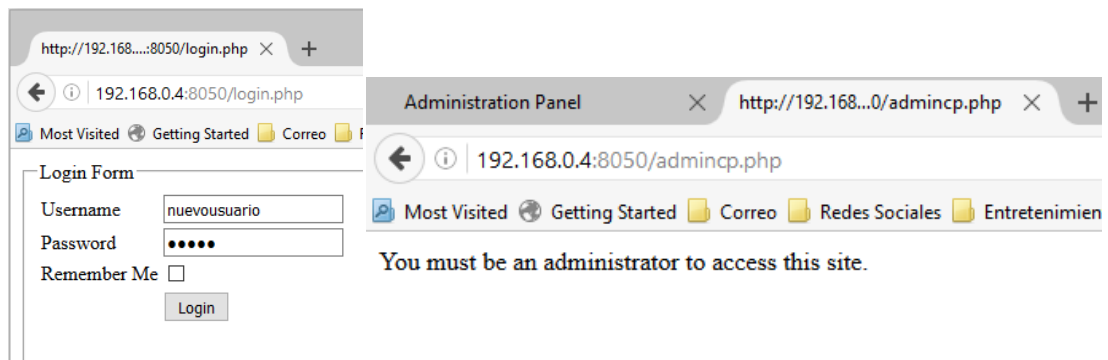 http://192.168....:8050/login.php
192.168.0.4:8050/login.php
Most Visited Getting Started Correo
Login Form
Username nuevousuario
Password •••••
Remember Me
Login
Administration Panel http://192.168...0/admincp.php
192.168.0.4:8050/admincp.php
Most Visited Getting Started Correo Redes Sociales Entretenimien
You must be an administrator to access this site.